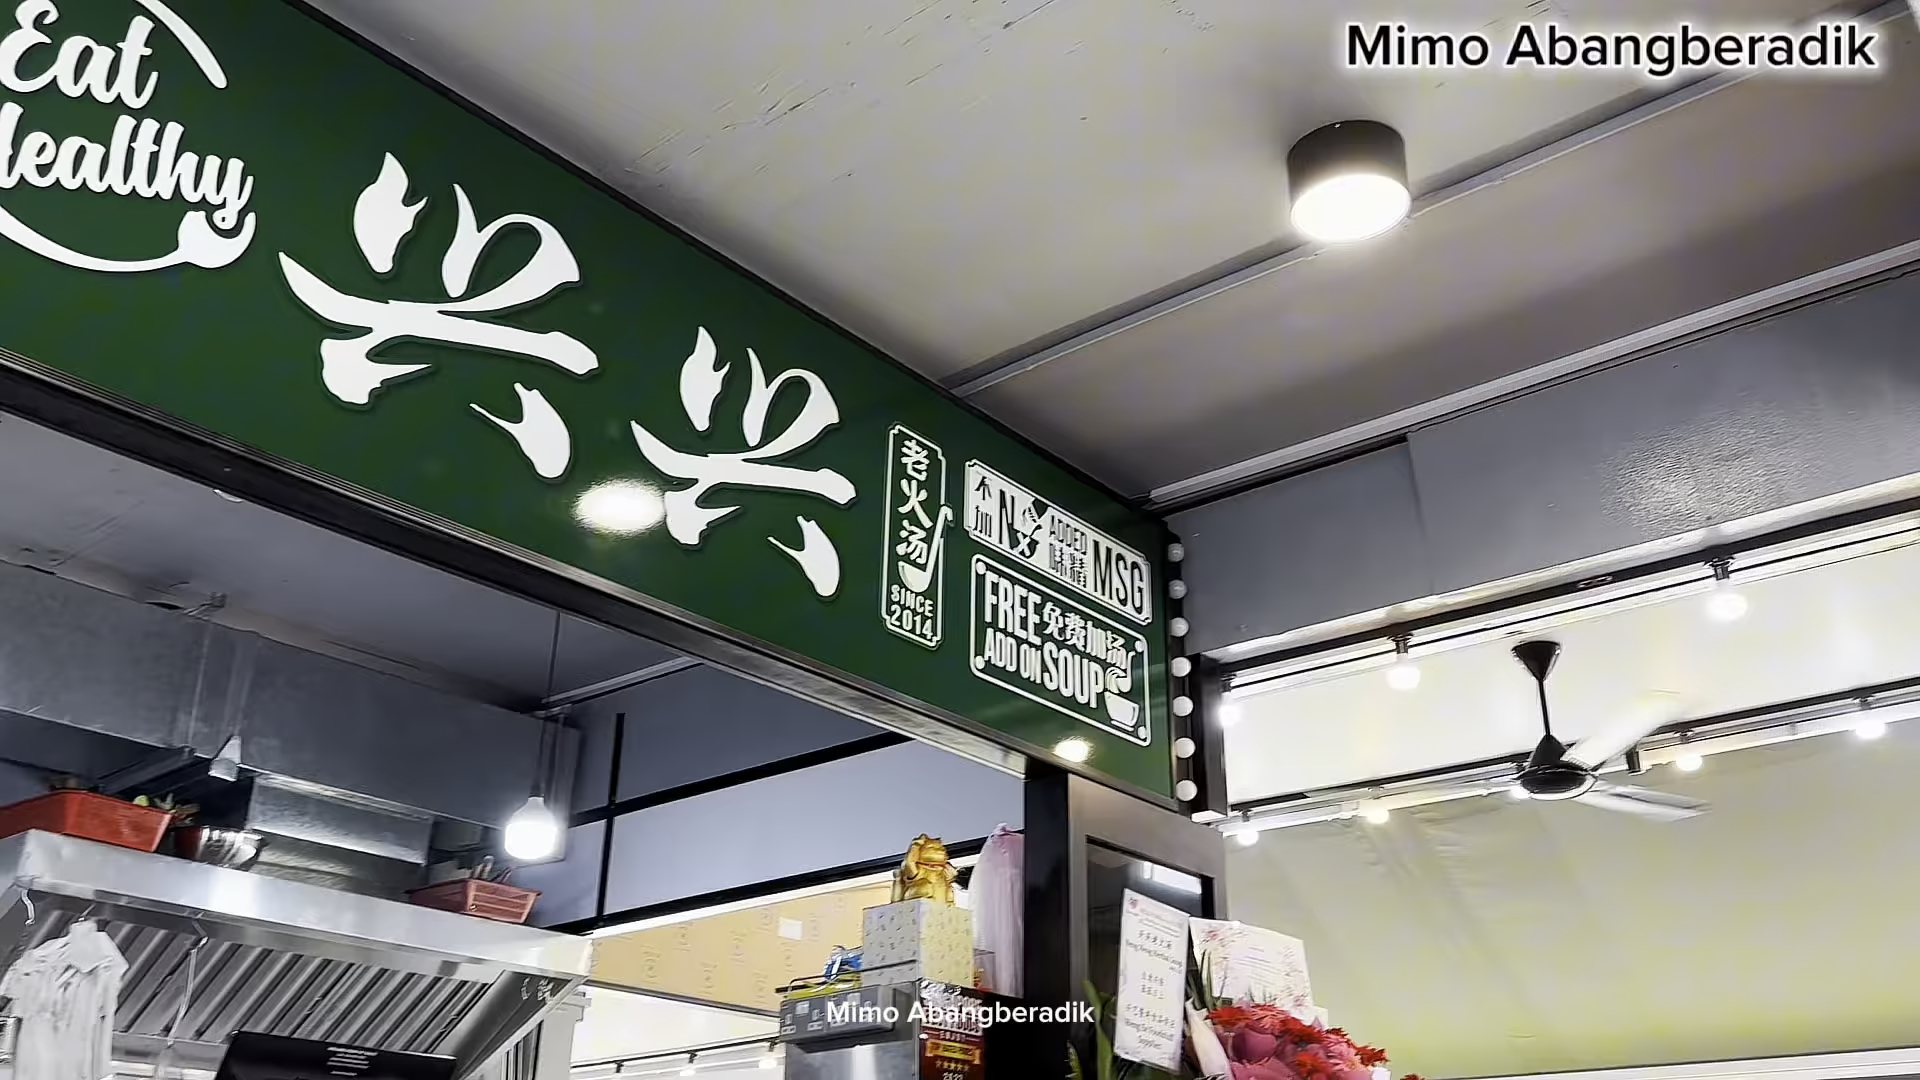 Mimo Abangberadik
Eat
Healthy
兴兴
老火汤
SINCE
2014
不加 NO ADDED 味精 MSG
FREE 免费加汤
ADD ON SOUP
Mimo Abangberadik